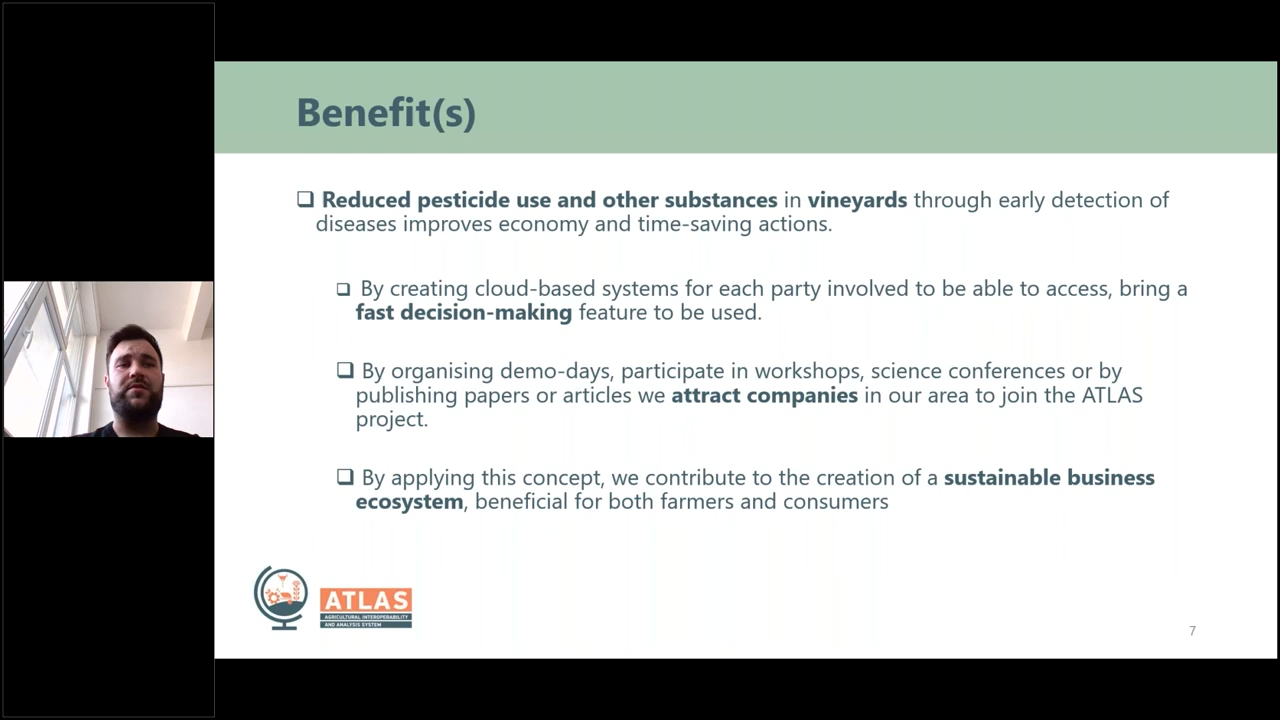 Benefit(s)
❑ Reduced pesticide use and other substances in vineyards through early detection of
diseases improves economy and time-saving actions.
❑ By creating cloud-based systems for each party involved to be able to access, bring a
fast decision-making feature to be used.
❑ By organising demo-days, participate in workshops, science conferences or by
publishing papers or articles we attract companies in our area to join the ATLAS
project.
❑ By applying this concept, we contribute to the creation of a sustainable business
ecosystem, beneficial for both farmers and consumers
ATLAS
AGRICULTURAL INTEROPERABILITY
AND ANALYSIS SYSTEM
7